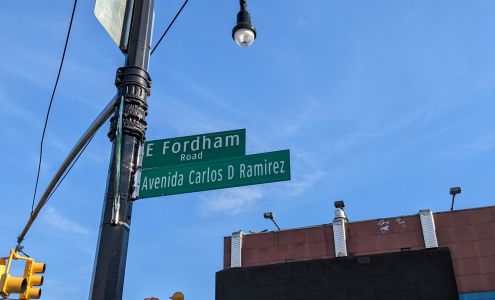 E Fordham
Road
Avenida Carlos D Ramirez